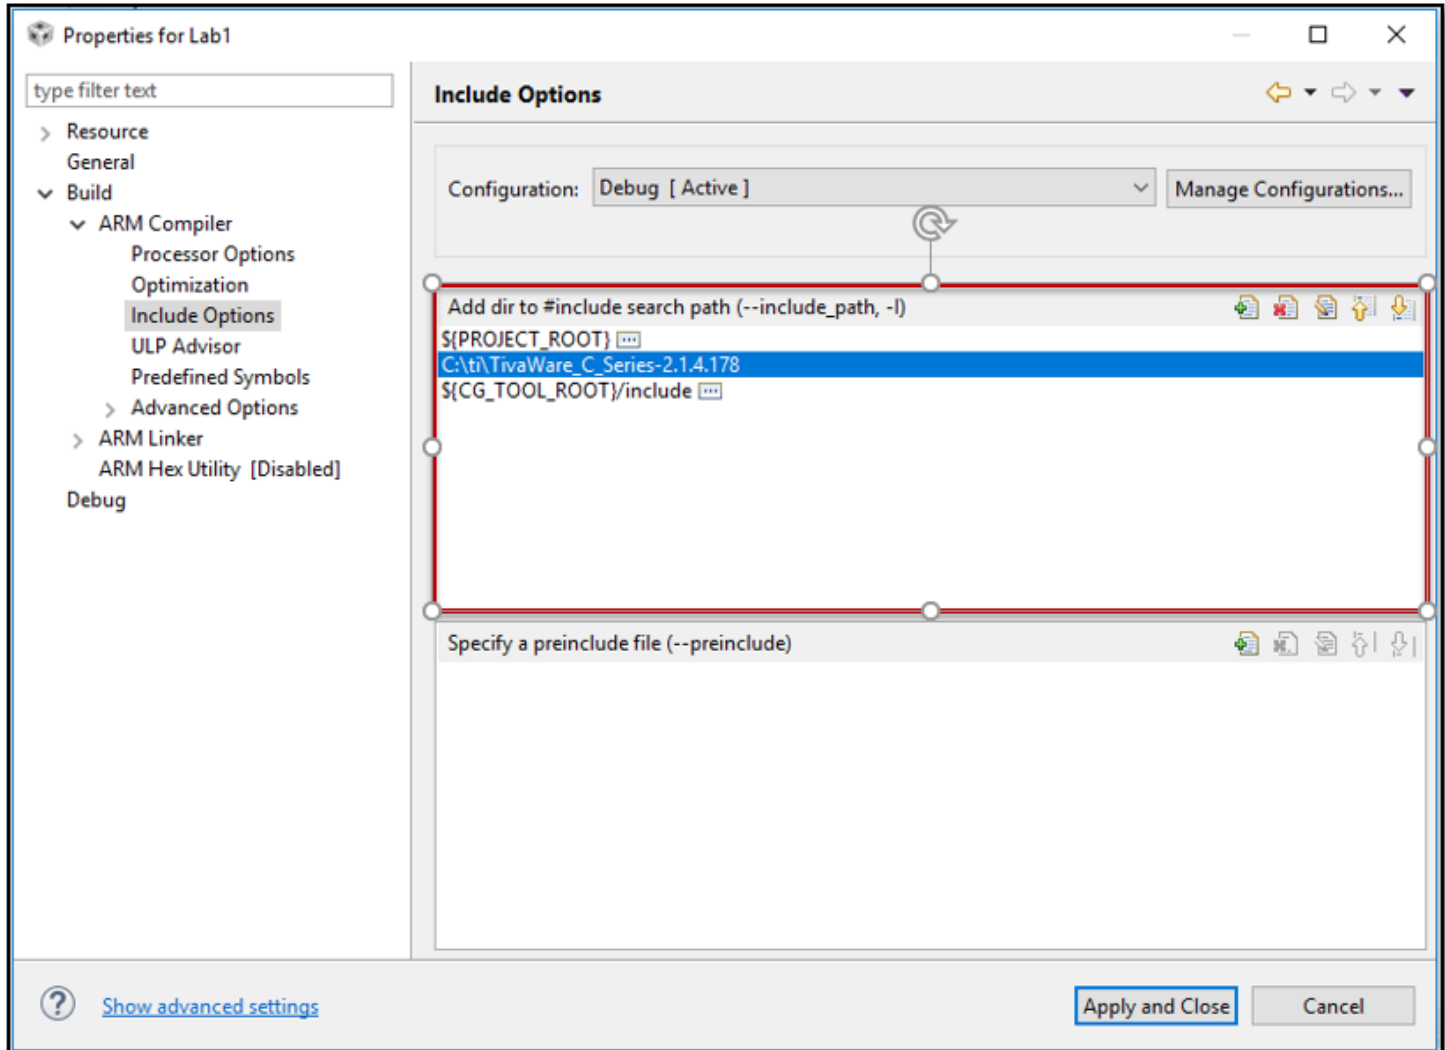 Properties for Lab1
type filter text
Resource
General
Build
ARM Compiler
Processor Options
Optimization
Include Options
ULP Advisor
Predefined Symbols
Advanced Options
ARM Linker
ARM Hex Utility [Disabled]
Debug
Include Options
Configuration: Debug [ Active ] Manage Configurations...
Add dir to #include search path (--include_path, -I)
${PROJECT_ROOT}
C:\ti\TivaWare_C_Series-2.1.4.178
${CG_TOOL_ROOT}/include
Specify a preinclude file (--preinclude)
Show advanced settings
Apply and Close Cancel